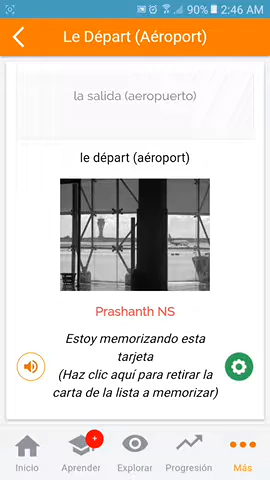 90% 2:46 AM
Le Départ (Aéroport)
la salida (aeropuerto)
le départ (aéroport)
Prashanth NS
Estoy memorizando esta
tarjeta
(Haz clic aquí para retirar la
carta de la lista a memorizar)
+
Inicio Aprender Explorar Progresión Más